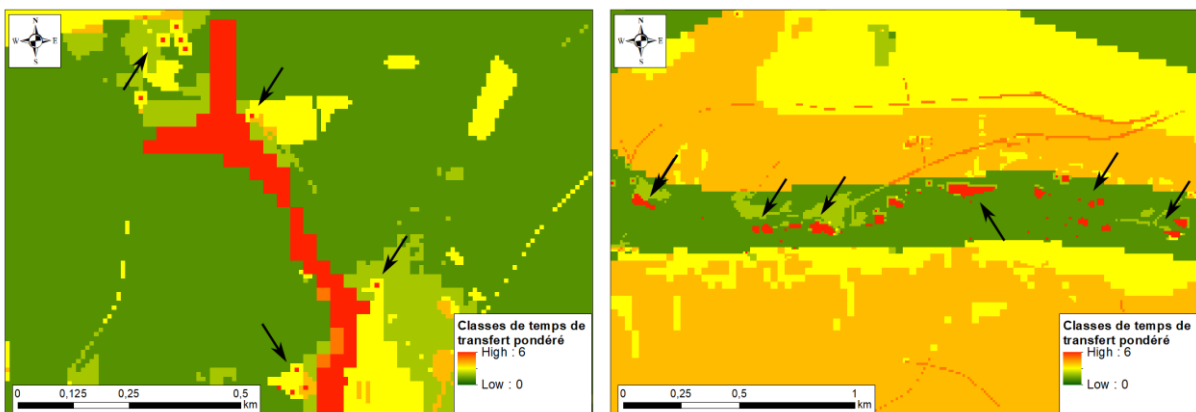 N
W E
S
Classes de temps de
transfert pondéré
High : 6
Low : 0
0 0,125 0,25 0,5
km
N
W E
S
Classes de temps de
transfert pondéré
High : 6
Low : 0
0 0,25 0,5 1
km